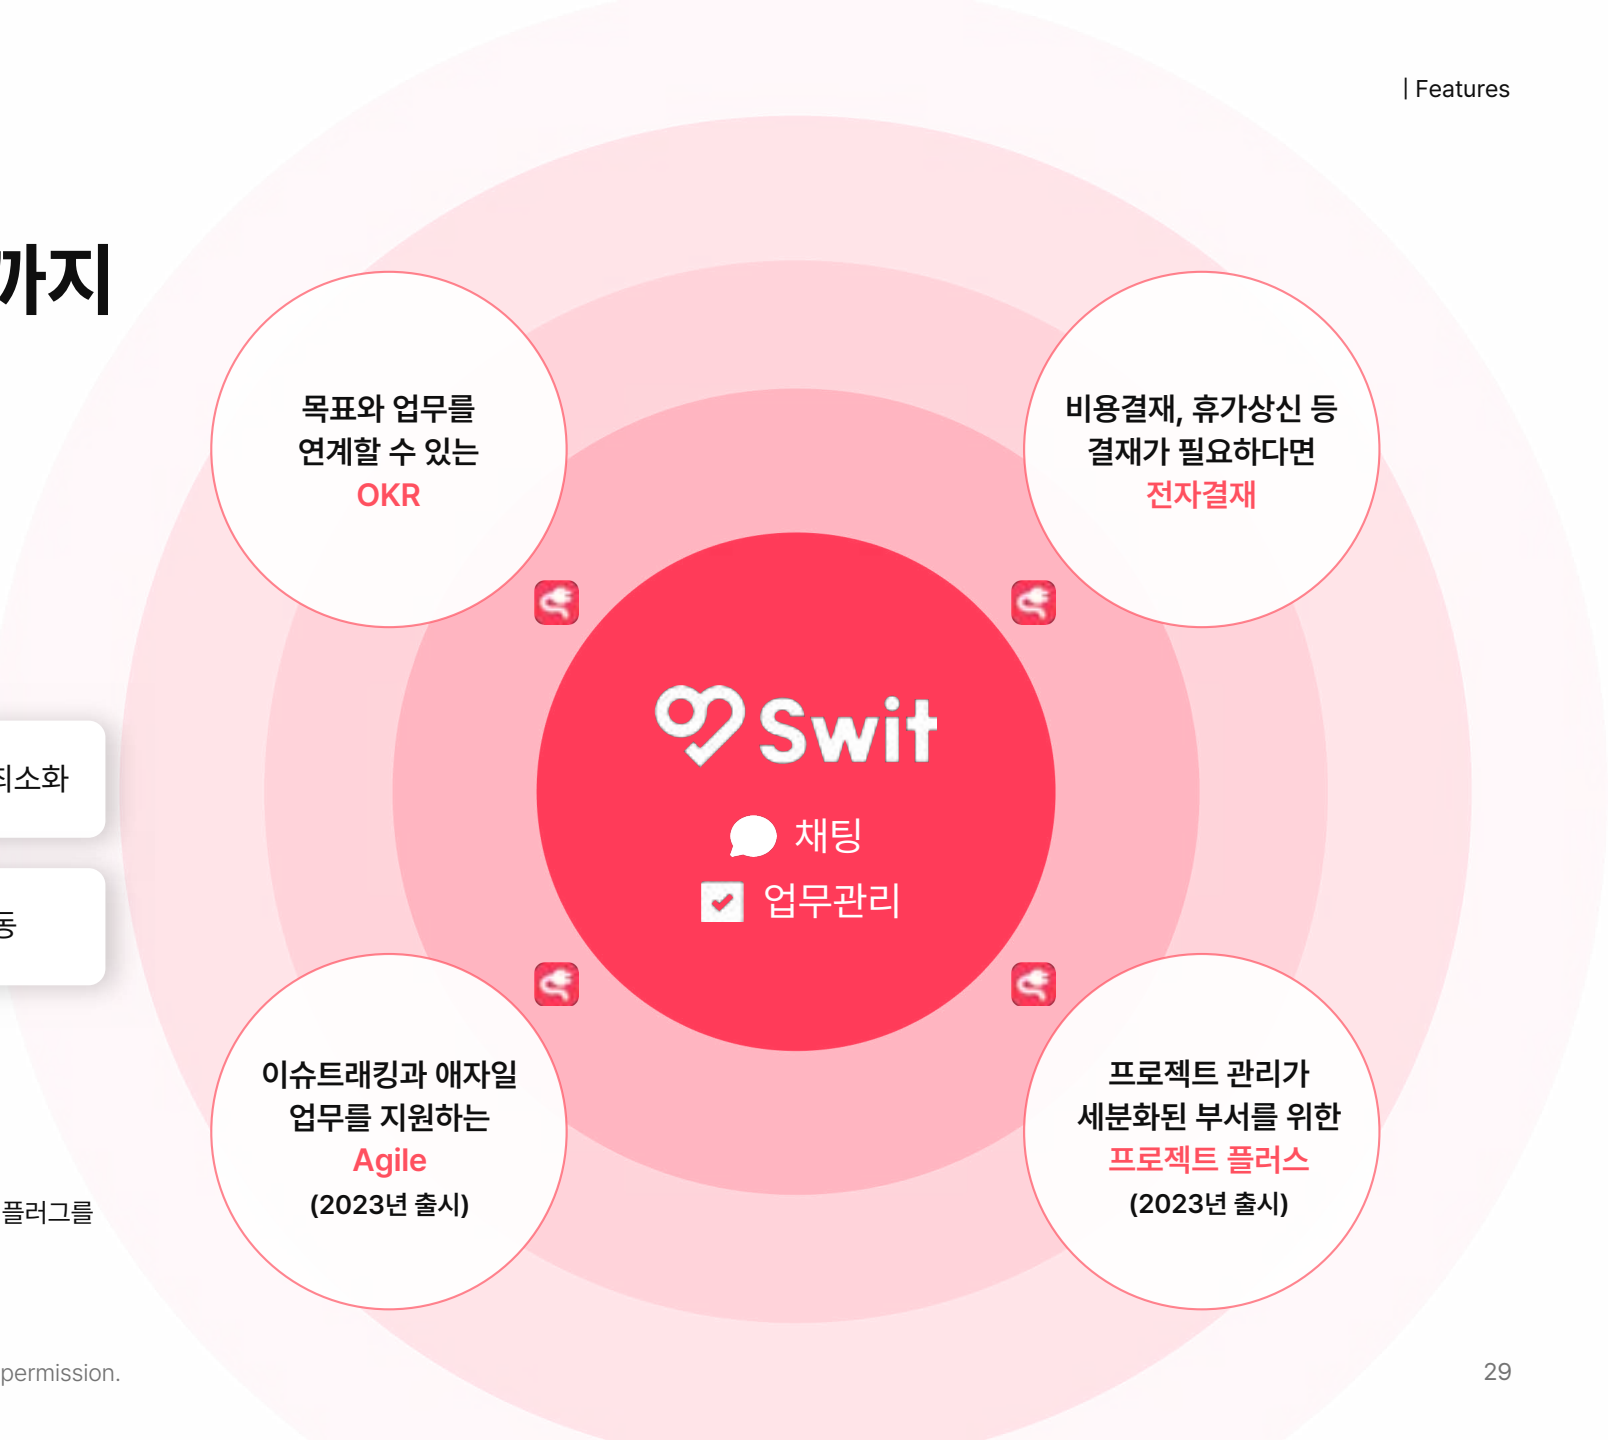 | Features
까지
목표와 업무를
연계할 수 있는
OKR
비용결재, 휴가상신 등
결재가 필요하다면
전자결재
Swit
채팅
업무관리
최소화
동
이슈트래킹과 애자일
업무를 지원하는
Agile
(2023년 출시)
프로젝트 관리가
세분화된 부서를 위한
프로젝트 플러스
(2023년 출시)
플러그를
permission.
29